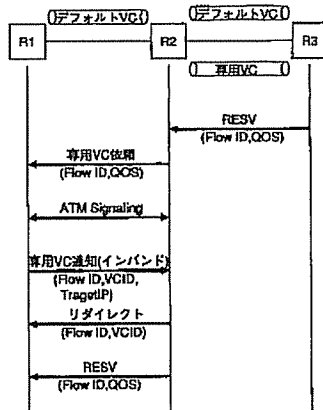 デフォルトVC
デフォルトVC
R1
R2
R3
専用VC
RESV
(Flow ID,QOS)
専用VC依頼
(Flow ID,QOS)
ATM Signaling
専用VC通知(インバンド)
(Flow ID,VCID,
TragetIP)
リダイレクト
(Flow ID,VCID)
RESV
(Flow ID,QOS)